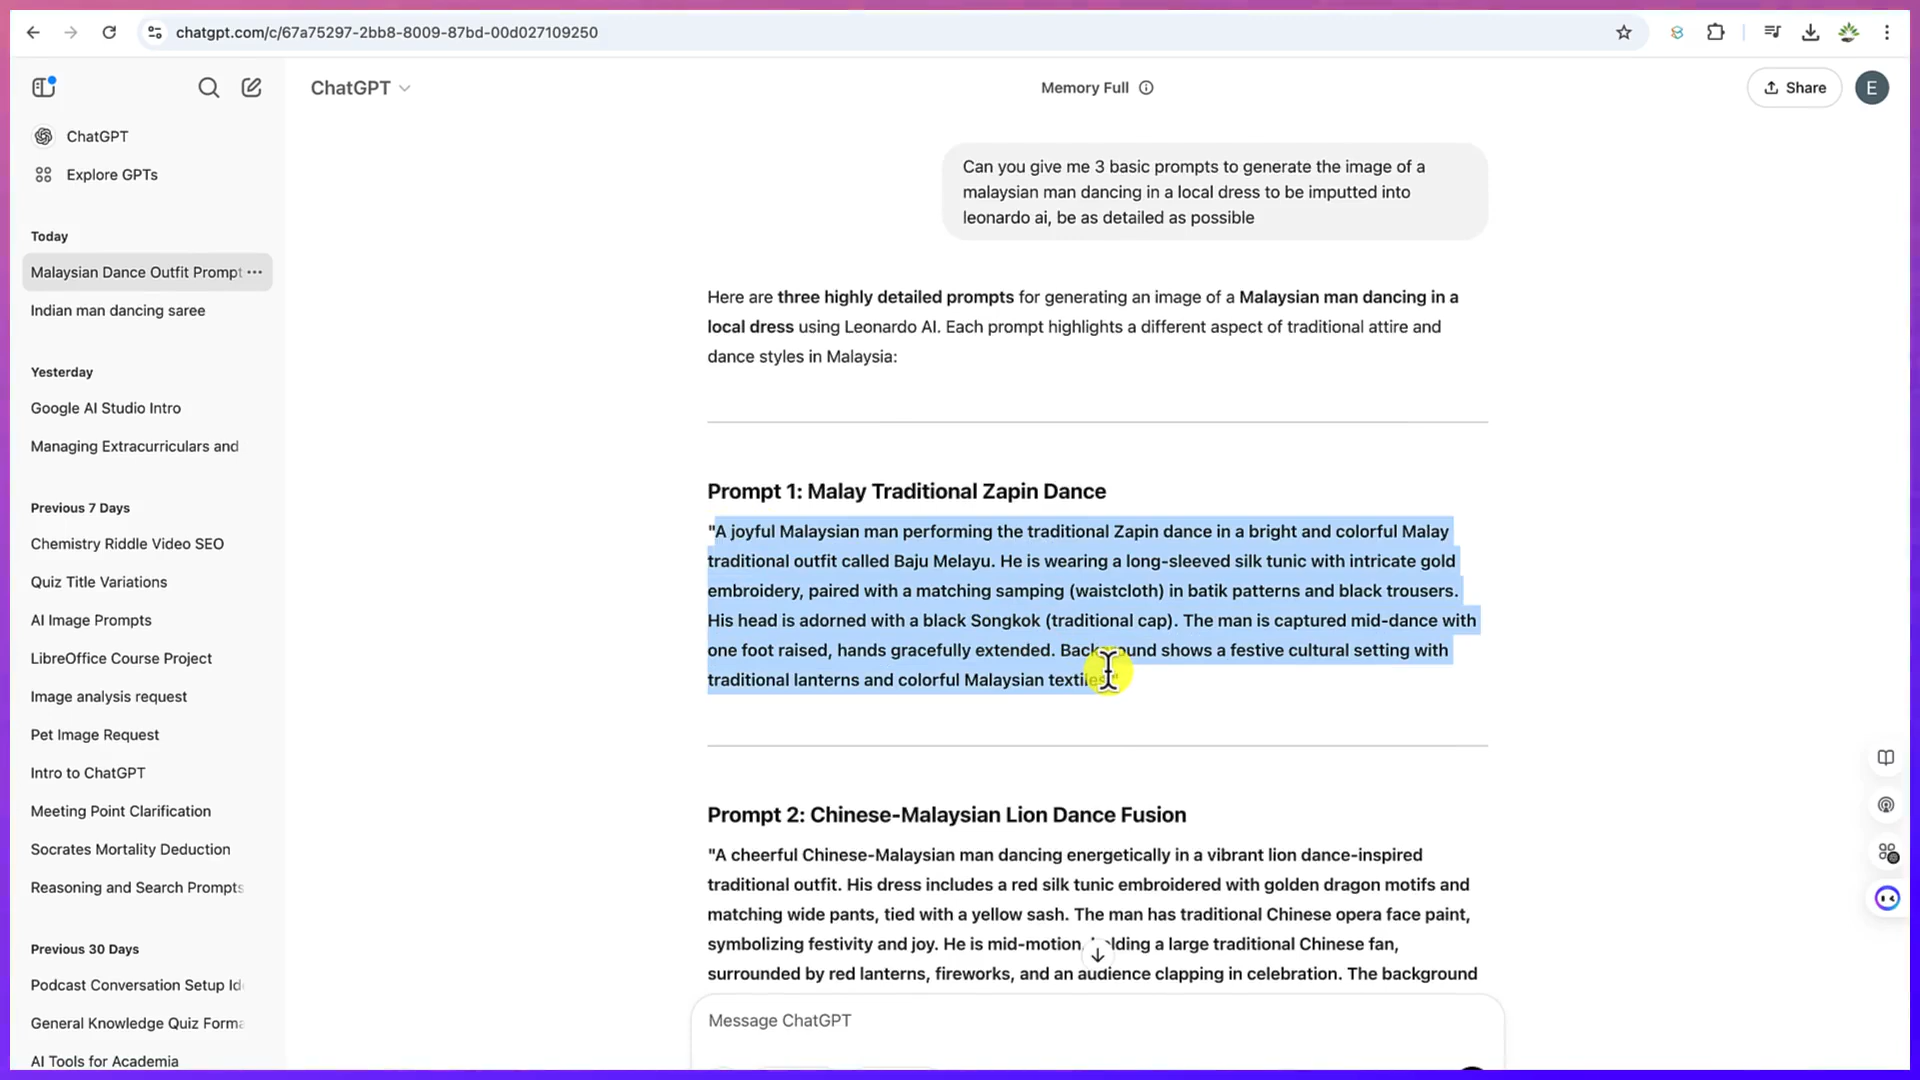 chatgpt.com/c/67a75297-2bb8-8009-87bd-00d027109250
ChatGPT
Memory Full
Share
E
ChatGPT
Explore GPTs
Today
Malaysian Dance Outfit Prompt
Indian man dancing saree
Yesterday
Google AI Studio Intro
Managing Extracurriculars and
Previous 7 Days
Chemistry Riddle Video SEO
Quiz Title Variations
AI Image Prompts
LibreOffice Course Project
Image analysis request
Pet Image Request
Intro to ChatGPT
Meeting Point Clarification
Socrates Mortality Deduction
Reasoning and Search Prompts
Previous 30 Days
Podcast Conversation Setup
General Knowledge Quiz
AI Tools for Academia
Can you give me 3 basic prompts to generate the image of a
malaysian man dancing in a local dress to be imputted into
leonardo ai, be as detailed as possible
Here are three highly detailed prompts for generating an image of a Malaysian man dancing in a
local dress using Leonardo AI. Each prompt highlights a different aspect of traditional attire and
dance styles in Malaysia:
Prompt 1: Malay Traditional Zapin Dance
"A joyful Malaysian man performing the traditional Zapin dance in a bright and colorful Malay
traditional outfit called Baju Melayu. He is wearing a long-sleeved silk tunic with intricate gold
embroidery, paired with a matching samping (waistcloth) in batik patterns and black trousers.
His head is adorned with a black Songkok (traditional cap). The man is captured mid-dance with
one foot raised, hands gracefully extended. Background shows a festive cultural setting with
traditional lanterns and colorful Malaysian textiles."
Prompt 2: Chinese-Malaysian Lion Dance Fusion
"A cheerful Chinese-Malaysian man dancing energetically in a vibrant lion dance-inspired
traditional outfit. His dress includes a red silk tunic embroidered with golden dragon motifs and
matching wide pants, tied with a yellow sash. The man has traditional Chinese opera face paint,
symbolizing festivity and joy. He is mid-motion, holding a large traditional Chinese fan,
surrounded by red lanterns, fireworks, and an audience clapping in celebration. The background
Message ChatGPT